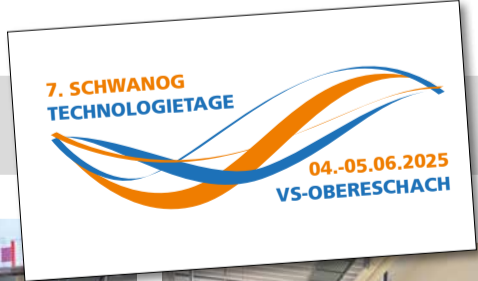 7. SCHWANOG
TECHNOLOGIETAGE
04.-05.06.2025
VS-OBERESCHACH